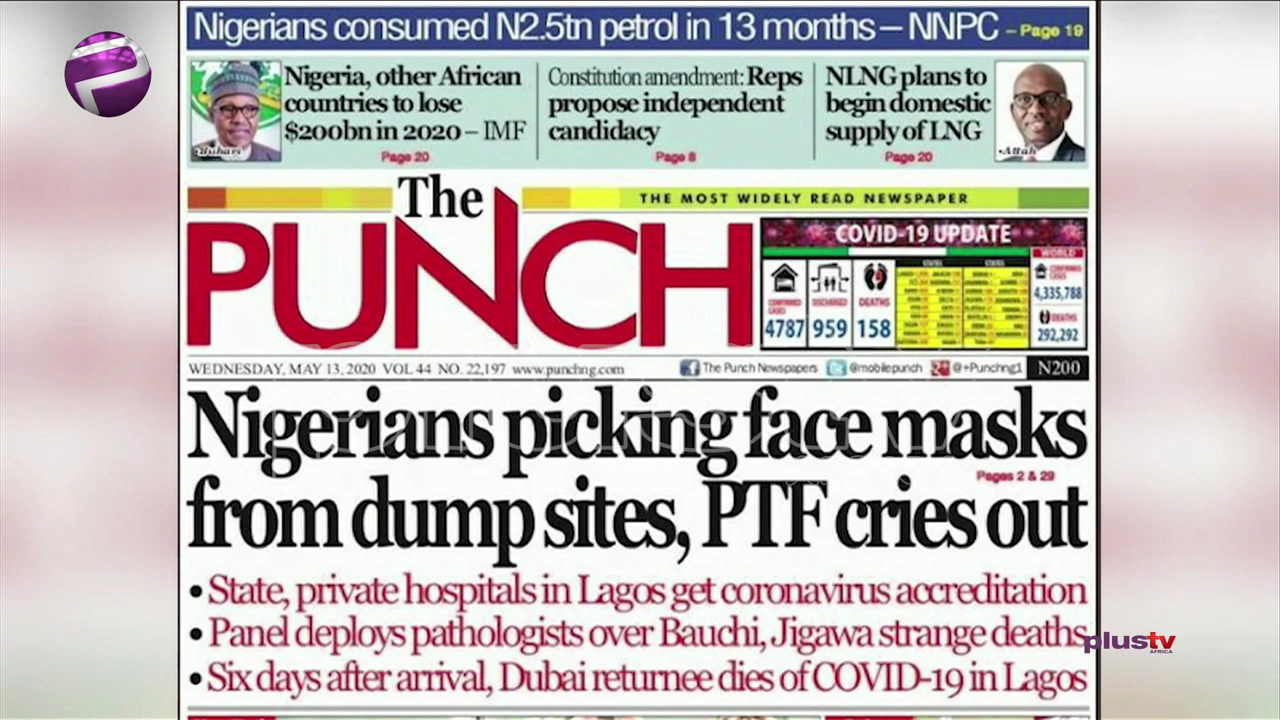 Nigerians consumed N2.5tn petrol in 13 months – NNPC – Page 19
Nigeria, other African
countries to lose
$200bn in 2020 – IMF
Page 20
•Buhari
Constitution amendment: Reps
propose independent
candidacy
Page 8
NLNG plans to
begin domestic
supply of LNG
Page 20
•Attah
The
PUNCH
THE MOST WIDELY READ NEWSPAPER
COVID-19 UPDATE
CONFIRMED CASES
4787
DISCHARGED
959
DEATHS
158
STATES STATES
WORLD
CONFIRMED CASES
4,335,788
DEATHS
292,292
WEDNESDAY, MAY 13, 2020 VOL 44 NO. 22,197 www.punchng.com The Punch Newspapers @mobilepunch @+Punchng1 N200
Nigerians picking face masks
Pages 2 & 29
from dump sites, PTF cries out
• State, private hospitals in Lagos get coronavirus accreditation
• Panel deploys pathologists over Bauchi, Jigawa strange deaths
• Six days after arrival, Dubai returnee dies of COVID-19 in Lagos
plustv
AFRICA